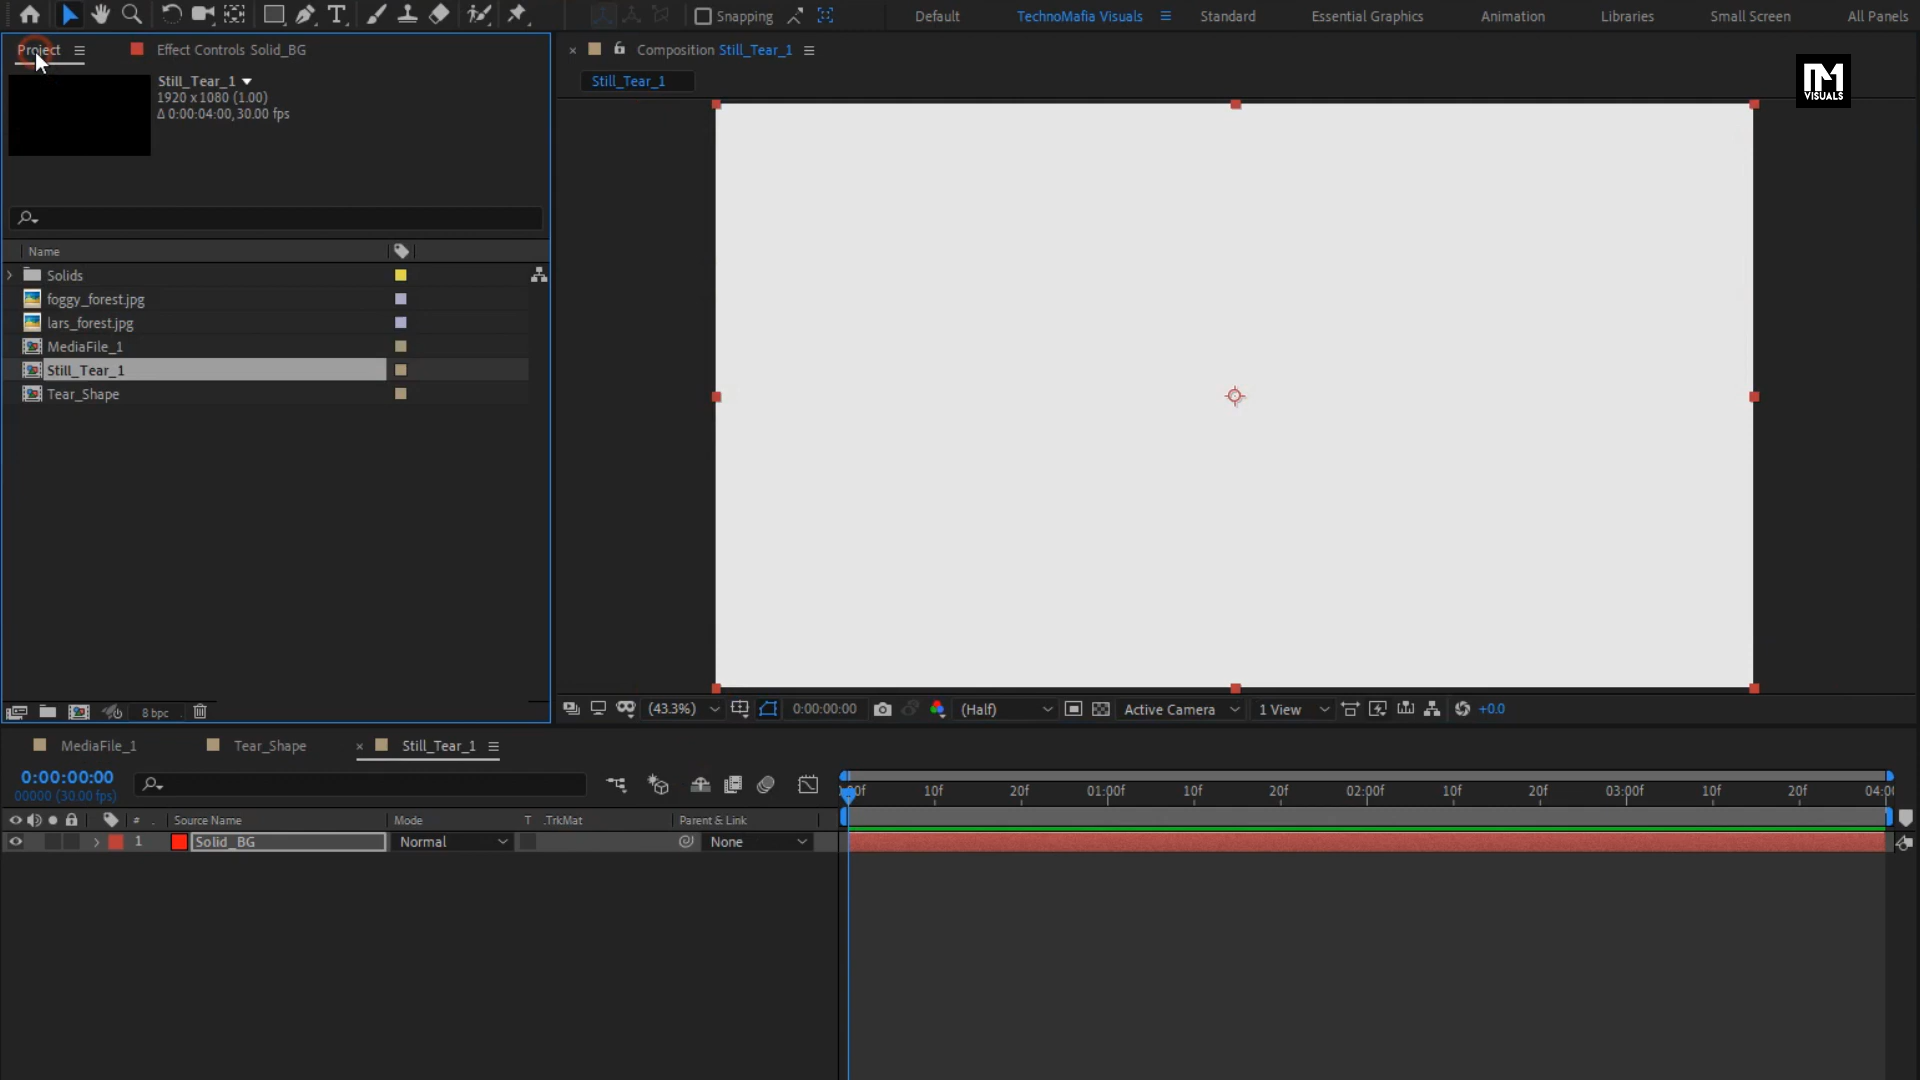 Snapping
Default
TechnoMafia Visuals
Standard
Essential Graphics
Animation
Libraries
Small Screen
All Panels
Project
Effect Controls Solid_BG
Composition Still_Tear_1
Still_Tear_1
VISUALS
Still_Tear_1
1920 x 1080 (1.00)
Δ 0:00:04:00, 30.00 fps
Name
Solids
foggy_forest.jpg
lars_forest.jpg
MediaFile_1
Still_Tear_1
Tear_Shape
8 bpc
(43.3%)
0:00:00:00
(Half)
Active Camera
1 View
+0.0
MediaFile_1
Tear_Shape
Still_Tear_1
0:00:00:00
00000 (30.00 fps)
10f
20f
01:00f
10f
20f
02:00f
10f
20f
03:00f
10f
20f
Source Name
Mode
T
.TrkMat
Parent & Link
1
Solid_BG
Normal
None